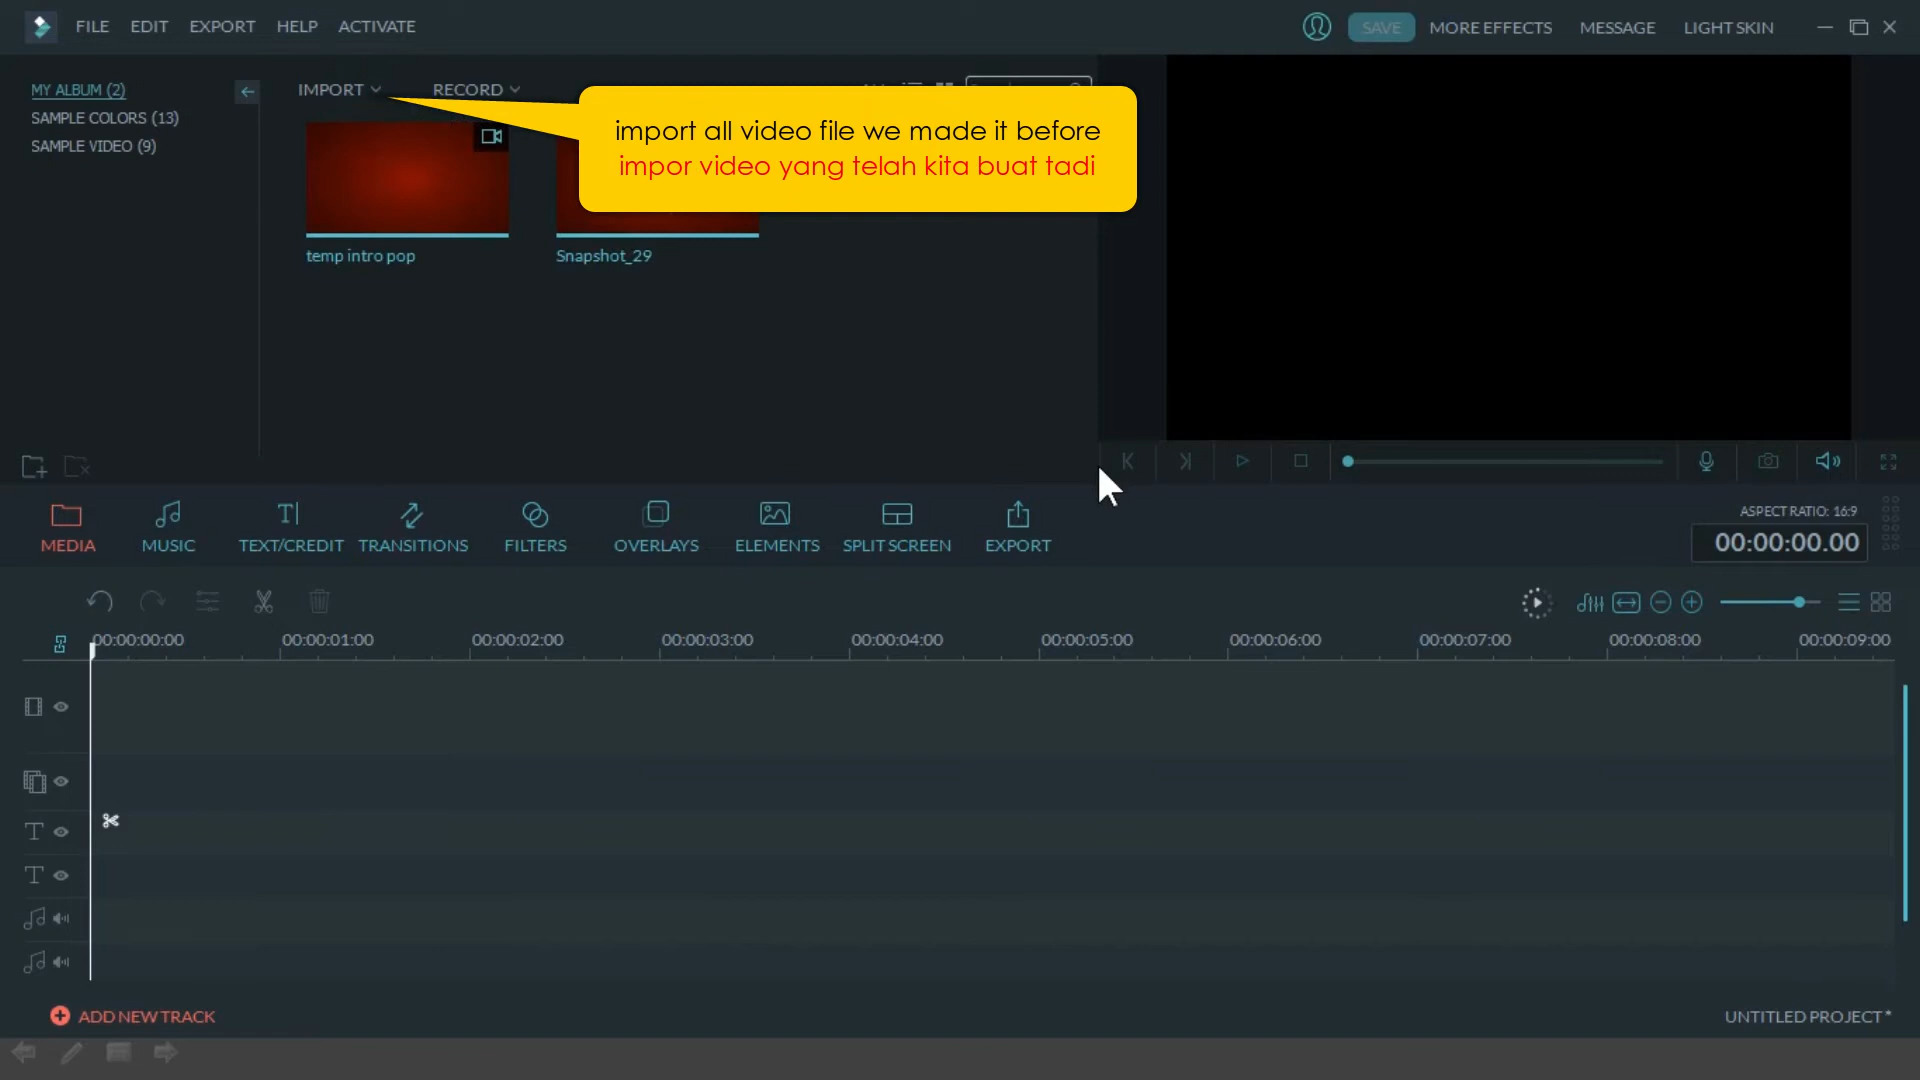 FILE
EDIT
EXPORT
HELP
ACTIVATE
SAVE
MORE EFFECTS
MESSAGE
LIGHT SKIN
MY ALBUM (2)
SAMPLE COLORS (13)
SAMPLE VIDEO (9)
IMPORT
RECORD
import all video file we made it before
impor video yang telah kita buat tadi
temp intro pop
Snapshot_29
MEDIA
MUSIC
TEXT/CREDIT
TRANSITIONS
FILTERS
OVERLAYS
ELEMENTS
SPLIT SCREEN
EXPORT
ASPECT RATIO: 16:9
00:00:00.00
00:00:00:00
00:00:01:00
00:00:02:00
00:00:03:00
00:00:04:00
00:00:05:00
00:00:06:00
00:00:07:00
00:00:08:00
00:00:09:00
ADD NEW TRACK
UNTITLED PROJECT*